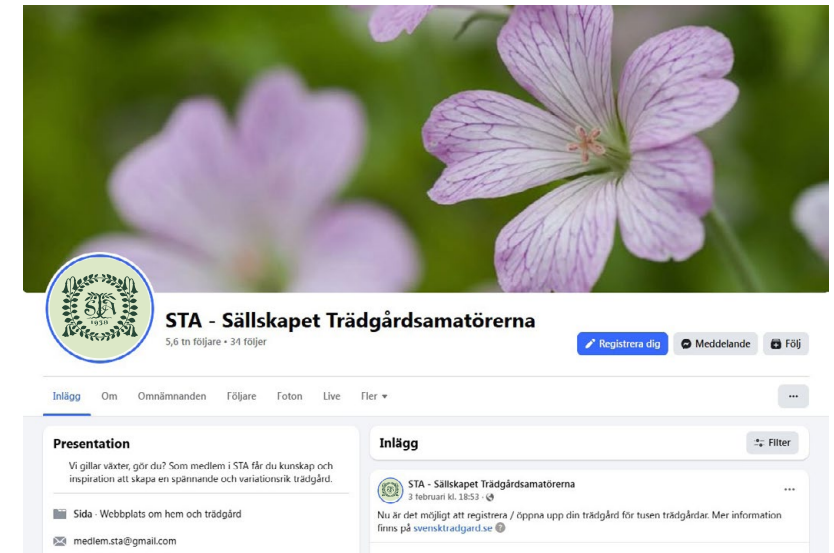 STA
1938
STA - Sällskapet Trädgårdsamatörerna
5,6 tn följare • 34 följer
Registrera dig
Meddelande
Följ
Inlägg Om Omnämnanden Följare Foton Live Fler
Presentation
Vi gillar växter, gör du? Som medlem i STA får du kunskap och
inspiration att skapa en spännande och variationsrik trädgård.
Sida · Webbplats om hem och trädgård
medlem.sta@gmail.com
Inlägg
Filter
STA - Sällskapet Trädgårdsamatörerna
3 februari kl. 18:53 ·
Nu är det möjligt att registrera / öppna upp din trädgård för tusen trädgårdar. Mer information
finns på svensktradgard.se